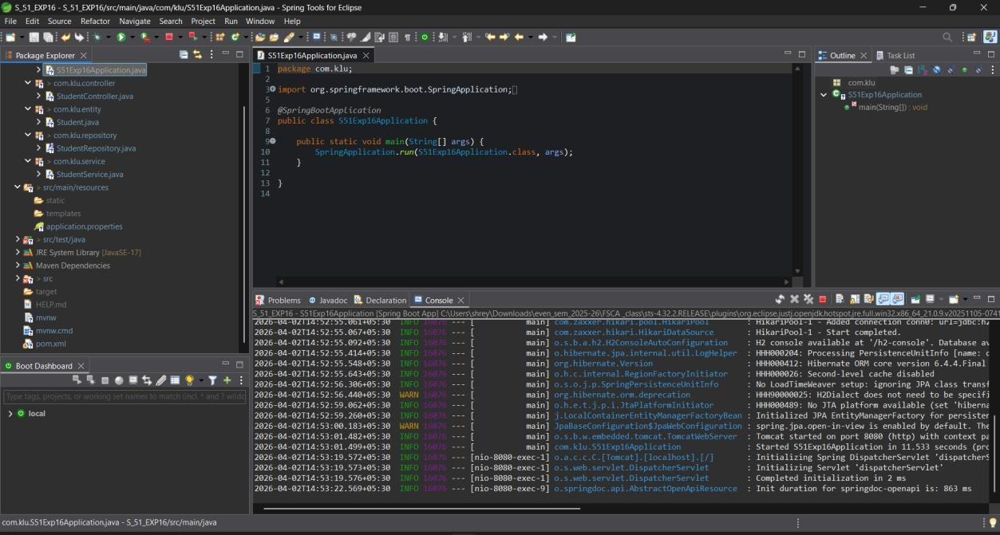 S_51_EXP16 - S_51_EXP16/src/main/java/com/klu/S51Exp16Application.java - Spring Tools for Eclipse
File Edit Source Refactor Navigate Search Project Run Window Help
Package Explorer
S51Exp16Application.java
> com.klu.controller
StudentController.java
> com.klu.entity
Student.java
> com.klu.repository
StudentRepository.java
> com.klu.service
StudentService.java
> src/main/resources
static
templates
application.properties
> src/test/java
JRE System Library [JavaSE-17]
Maven Dependencies
> src
target
HELP.md
mvnw
mvnw.cmd
pom.xml
Boot Dashboard
Type tags, projects, or working set names to match (incl. * and ? wildc
local
S51Exp16Application.java
1 package com.klu;
2
3 import org.springframework.boot.SpringApplication;
5
6 @SpringBootApplication
7 public class S51Exp16Application {
8
9 public static void main(String[] args) {
10 SpringApplication.run(S51Exp16Application.class, args);
11 }
12
13 }
14
Outline Task List
com.klu
S51Exp16Application
main(String[]) : void
Problems Javadoc Declaration Console
S_51_EXP16 - S51Exp16Application [Spring Boot App] C:\Users\shrey\Downloads\even_sem_2025-26\FSCA _class\sts-4.32.2.RELEASE\plugins\org.eclipse.justj.openjdk.hotspot.jre.full.win32.x86_64_21.0.9.v20251105-0741
2026-04-02T14:52:55.061+05:30 INFO 16076 --- [ main] com.zaxxer.hikari.pool.HikariPool : HikariPool-1 - Added connection conn0: url=jdbc:h2
2026-04-02T14:52:55.067+05:30 INFO 16076 --- [ main] com.zaxxer.hikari.HikariDataSource : HikariPool-1 - Start completed.
2026-04-02T14:52:55.092+05:30 INFO 16076 --- [ main] o.s.b.a.h2.H2ConsoleAutoConfiguration : H2 console available at '/h2-console'. Database av
2026-04-02T14:52:55.414+05:30 INFO 16076 --- [ main] o.hibernate.jpa.internal.util.LogHelper : HHH000204: Processing PersistenceUnitInfo [name: d
2026-04-02T14:52:55.548+05:30 INFO 16076 --- [ main] org.hibernate.Version : HHH000412: Hibernate ORM core version 6.4.4.Final
2026-04-02T14:52:55.643+05:30 INFO 16076 --- [ main] o.h.c.internal.RegionFactoryInitiator : HHH000026: Second-level cache disabled
2026-04-02T14:52:56.306+05:30 INFO 16076 --- [ main] o.s.o.j.p.SpringPersistenceUnitInfo : No LoadTimeWeaver setup: ignoring JPA class transf
2026-04-02T14:52:56.440+05:30 WARN 16076 --- [ main] org.hibernate.orm.deprecation : HHH90000025: H2Dialect does not need to be specifi
2026-04-02T14:52:59.062+05:30 INFO 16076 --- [ main] o.h.e.t.j.p.i.JtaPlatformInitiator : HHH000489: No JTA platform available (set 'hiberna
2026-04-02T14:52:59.260+05:30 INFO 16076 --- [ main] j.LocalContainerEntityManagerFactoryBean : Initialized JPA EntityManagerFactory for persister
2026-04-02T14:53:00.183+05:30 WARN 16076 --- [ main] JpaBaseConfiguration$JpaWebConfiguration : spring.jpa.open-in-view is enabled by default. The
2026-04-02T14:53:01.482+05:30 INFO 16076 --- [ main] o.s.b.w.embedded.tomcat.TomcatWebServer : Tomcat started on port 8080 (http) with context pa
2026-04-02T14:53:01.499+05:30 INFO 16076 --- [ main] com.klu.S51Exp16Application : Started S51Exp16Application in 11.533 seconds (pro
2026-04-02T14:53:19.572+05:30 INFO 16076 --- [nio-8080-exec-1] o.a.c.c.C.[Tomcat].[localhost].[/] : Initializing Spring DispatcherServlet 'dispatcherS
2026-04-02T14:53:19.573+05:30 INFO 16076 --- [nio-8080-exec-1] o.s.web.servlet.DispatcherServlet : Initializing Servlet 'dispatcherServlet'
2026-04-02T14:53:19.576+05:30 INFO 16076 --- [nio-8080-exec-1] o.s.web.servlet.DispatcherServlet : Completed initialization in 2 ms
2026-04-02T14:53:22.569+05:30 INFO 16076 --- [nio-8080-exec-9] o.springdoc.api.AbstractOpenApiResource : Init duration for springdoc-openapi is: 863 ms
com.klu.S51Exp16Application.java - S_51_EXP16/src/main/java